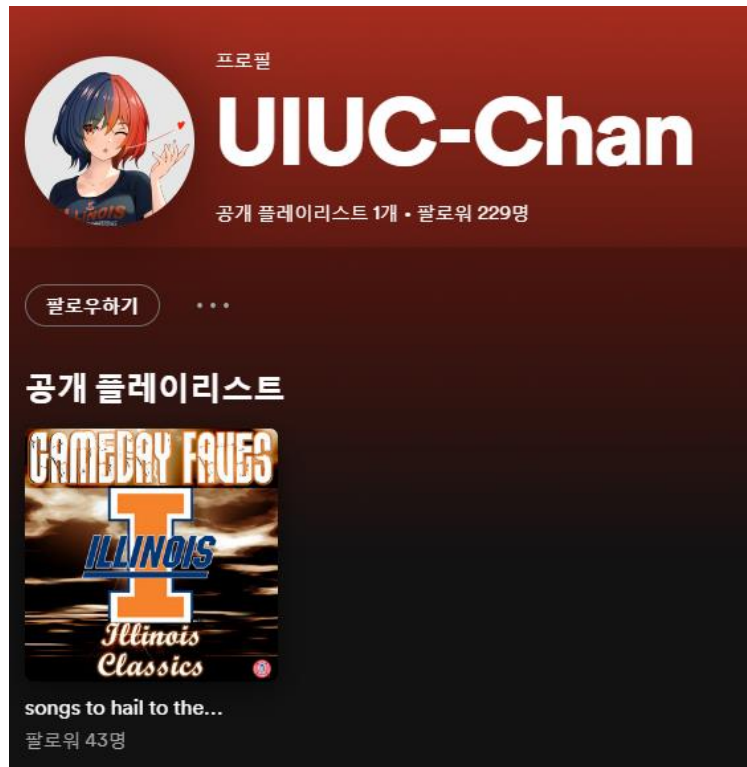 프로필
UIUC-Chan
공개 플레이리스트 1개 • 팔로워 229명
ILLINOIS
팔로우하기
공개 플레이리스트
GAMEDAY FAVES
ILLINOIS
Illinois
Classics
songs to hail to the...
팔로워 43명